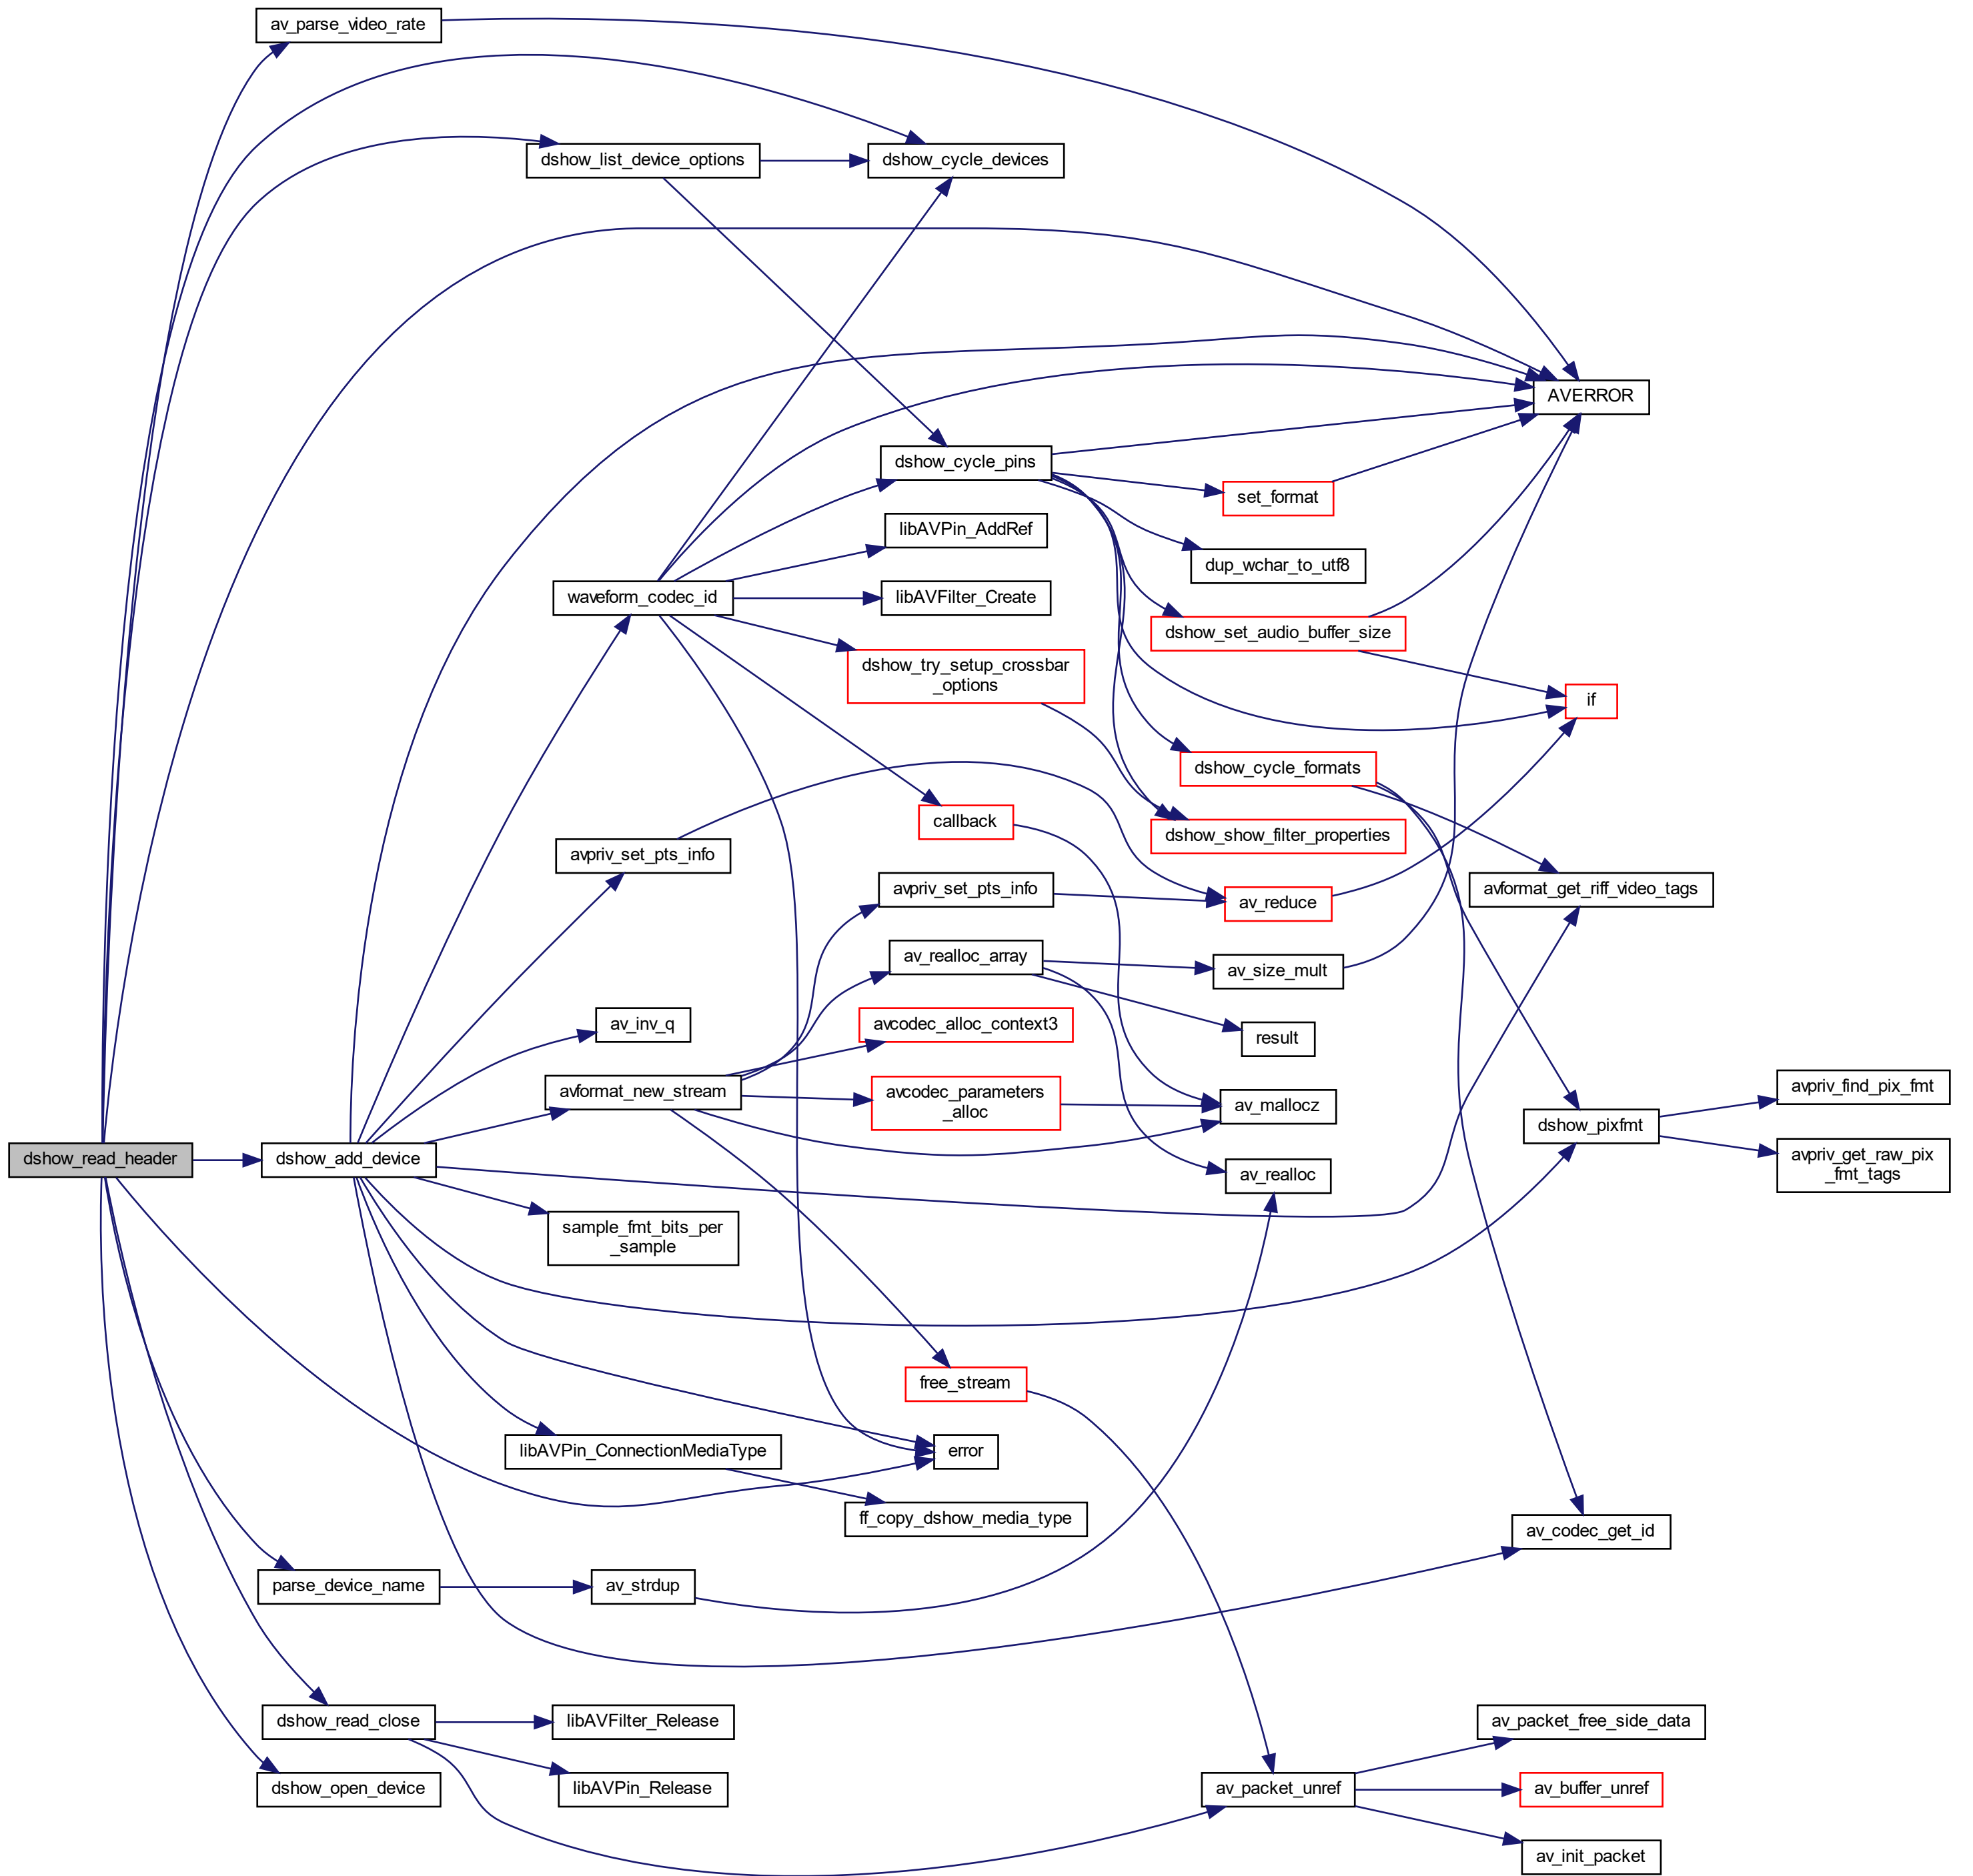 av_parse_video_rate
dshow_list_device_options
dshow_cycle_devices
AVERROR
dshow_cycle_pins
set_format
libAVPin_AddRef
dup_wchar_to_utf8
waveform_codec_id
libAVFilter_Create
dshow_set_audio_buffer_size
dshow_try_setup_crossbar
_options
if
dshow_cycle_formats
callback
dshow_show_filter_properties
avpriv_set_pts_info
avpriv_set_pts_info
av_reduce
avformat_get_riff_video_tags
av_realloc_array
av_size_mult
av_inv_q
avcodec_alloc_context3
result
avformat_new_stream
avcodec_parameters
_alloc
av_mallocz
avpriv_find_pix_fmt
dshow_pixfmt
dshow_read_header
dshow_add_device
av_realloc
avpriv_get_raw_pix
_fmt_tags
sample_fmt_bits_per
_sample
free_stream
libAVPin_ConnectionMediaType
error
ff_copy_dshow_media_type
av_codec_get_id
parse_device_name
av_strdup
dshow_read_close
libAVFilter_Release
av_packet_free_side_data
dshow_open_device
libAVPin_Release
av_packet_unref
av_buffer_unref
av_init_packet